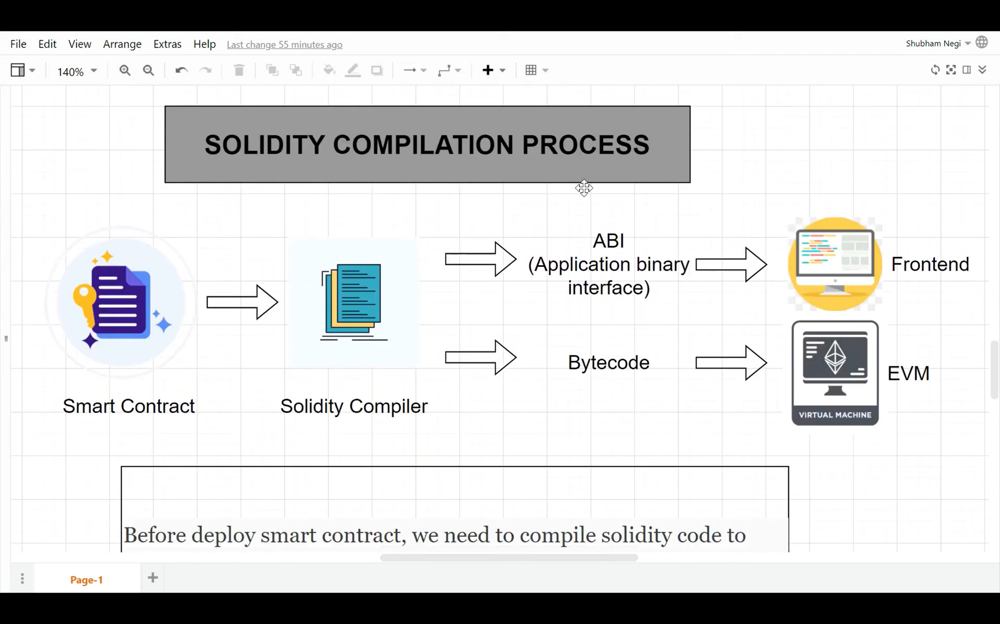 File Edit View Arrange Extras Help Last change 55 minutes ago Shubham Negi
140%
SOLIDITY COMPILATION PROCESS
ABI
(Application binary
interface)
Frontend
Bytecode
EVM
VIRTUAL MACHINE
Smart Contract
Solidity Compiler
Before deploy smart contract, we need to compile solidity code to
Page-1